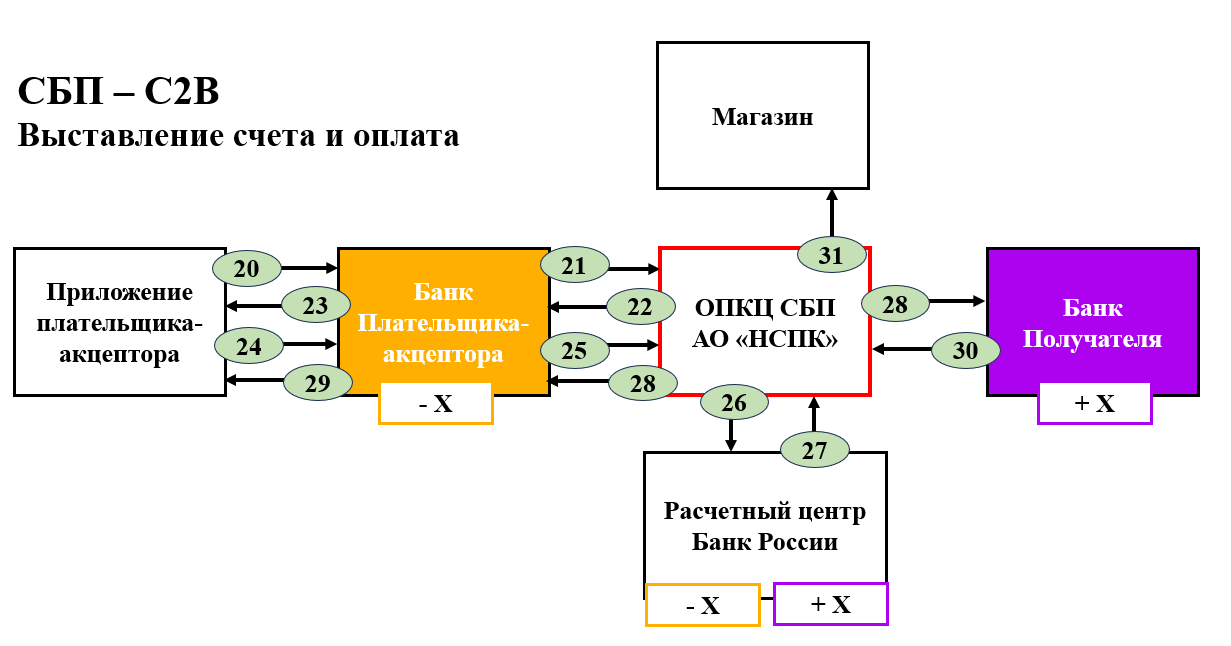 СБП – C2B
Выставление счета и оплата
Магазин
31
20
21
Приложение
плательщика-
акцептора
23
Банк
Плательщика-
акцептора
22
ОПКЦ СБП
АО «НСПК»
28
Банк
Получателя
24
25
30
29
28
26
- X
+ X
27
Расчетный центр
Банк России
- X
+ X